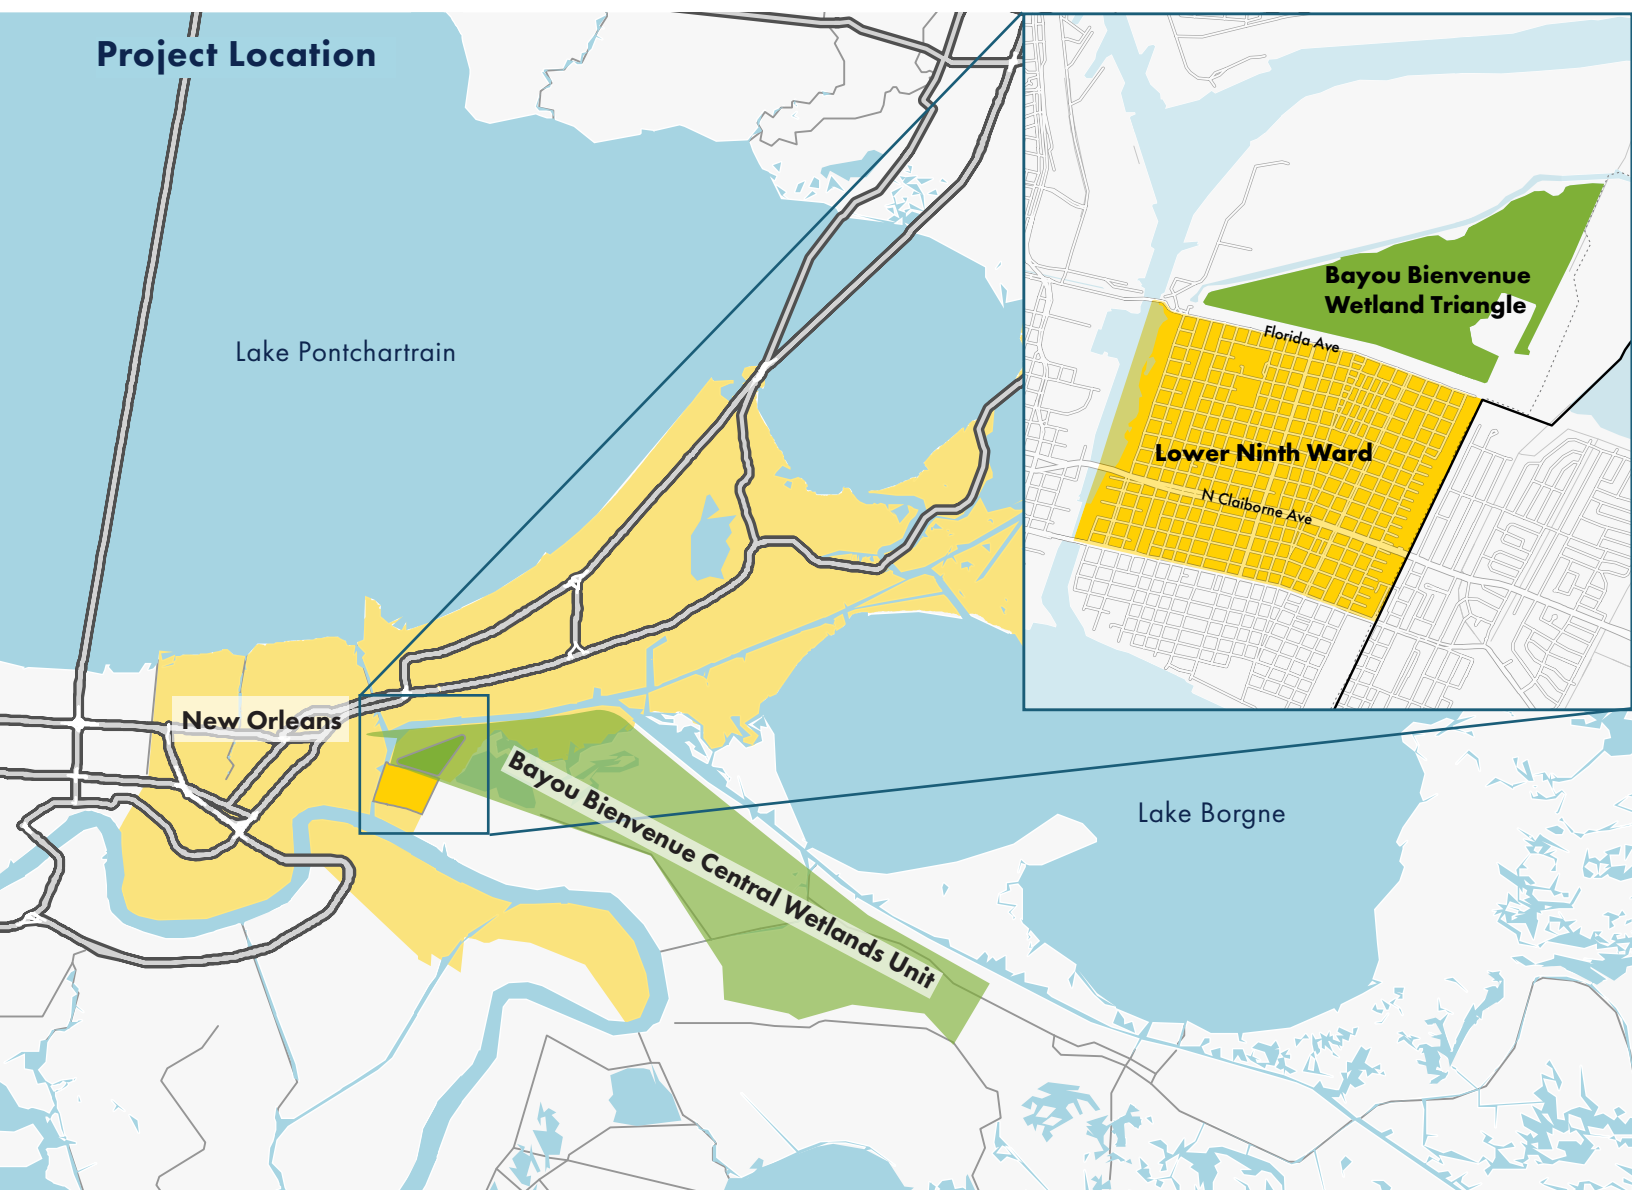 Project Location
Lake Pontchartrain
Bayou Bienvenue
Wetland Triangle
Florida Ave
Lower Ninth Ward
N Claiborne Ave
New Orleans
Bayou Bienvenue Central Wetlands Unit
Lake Borgne